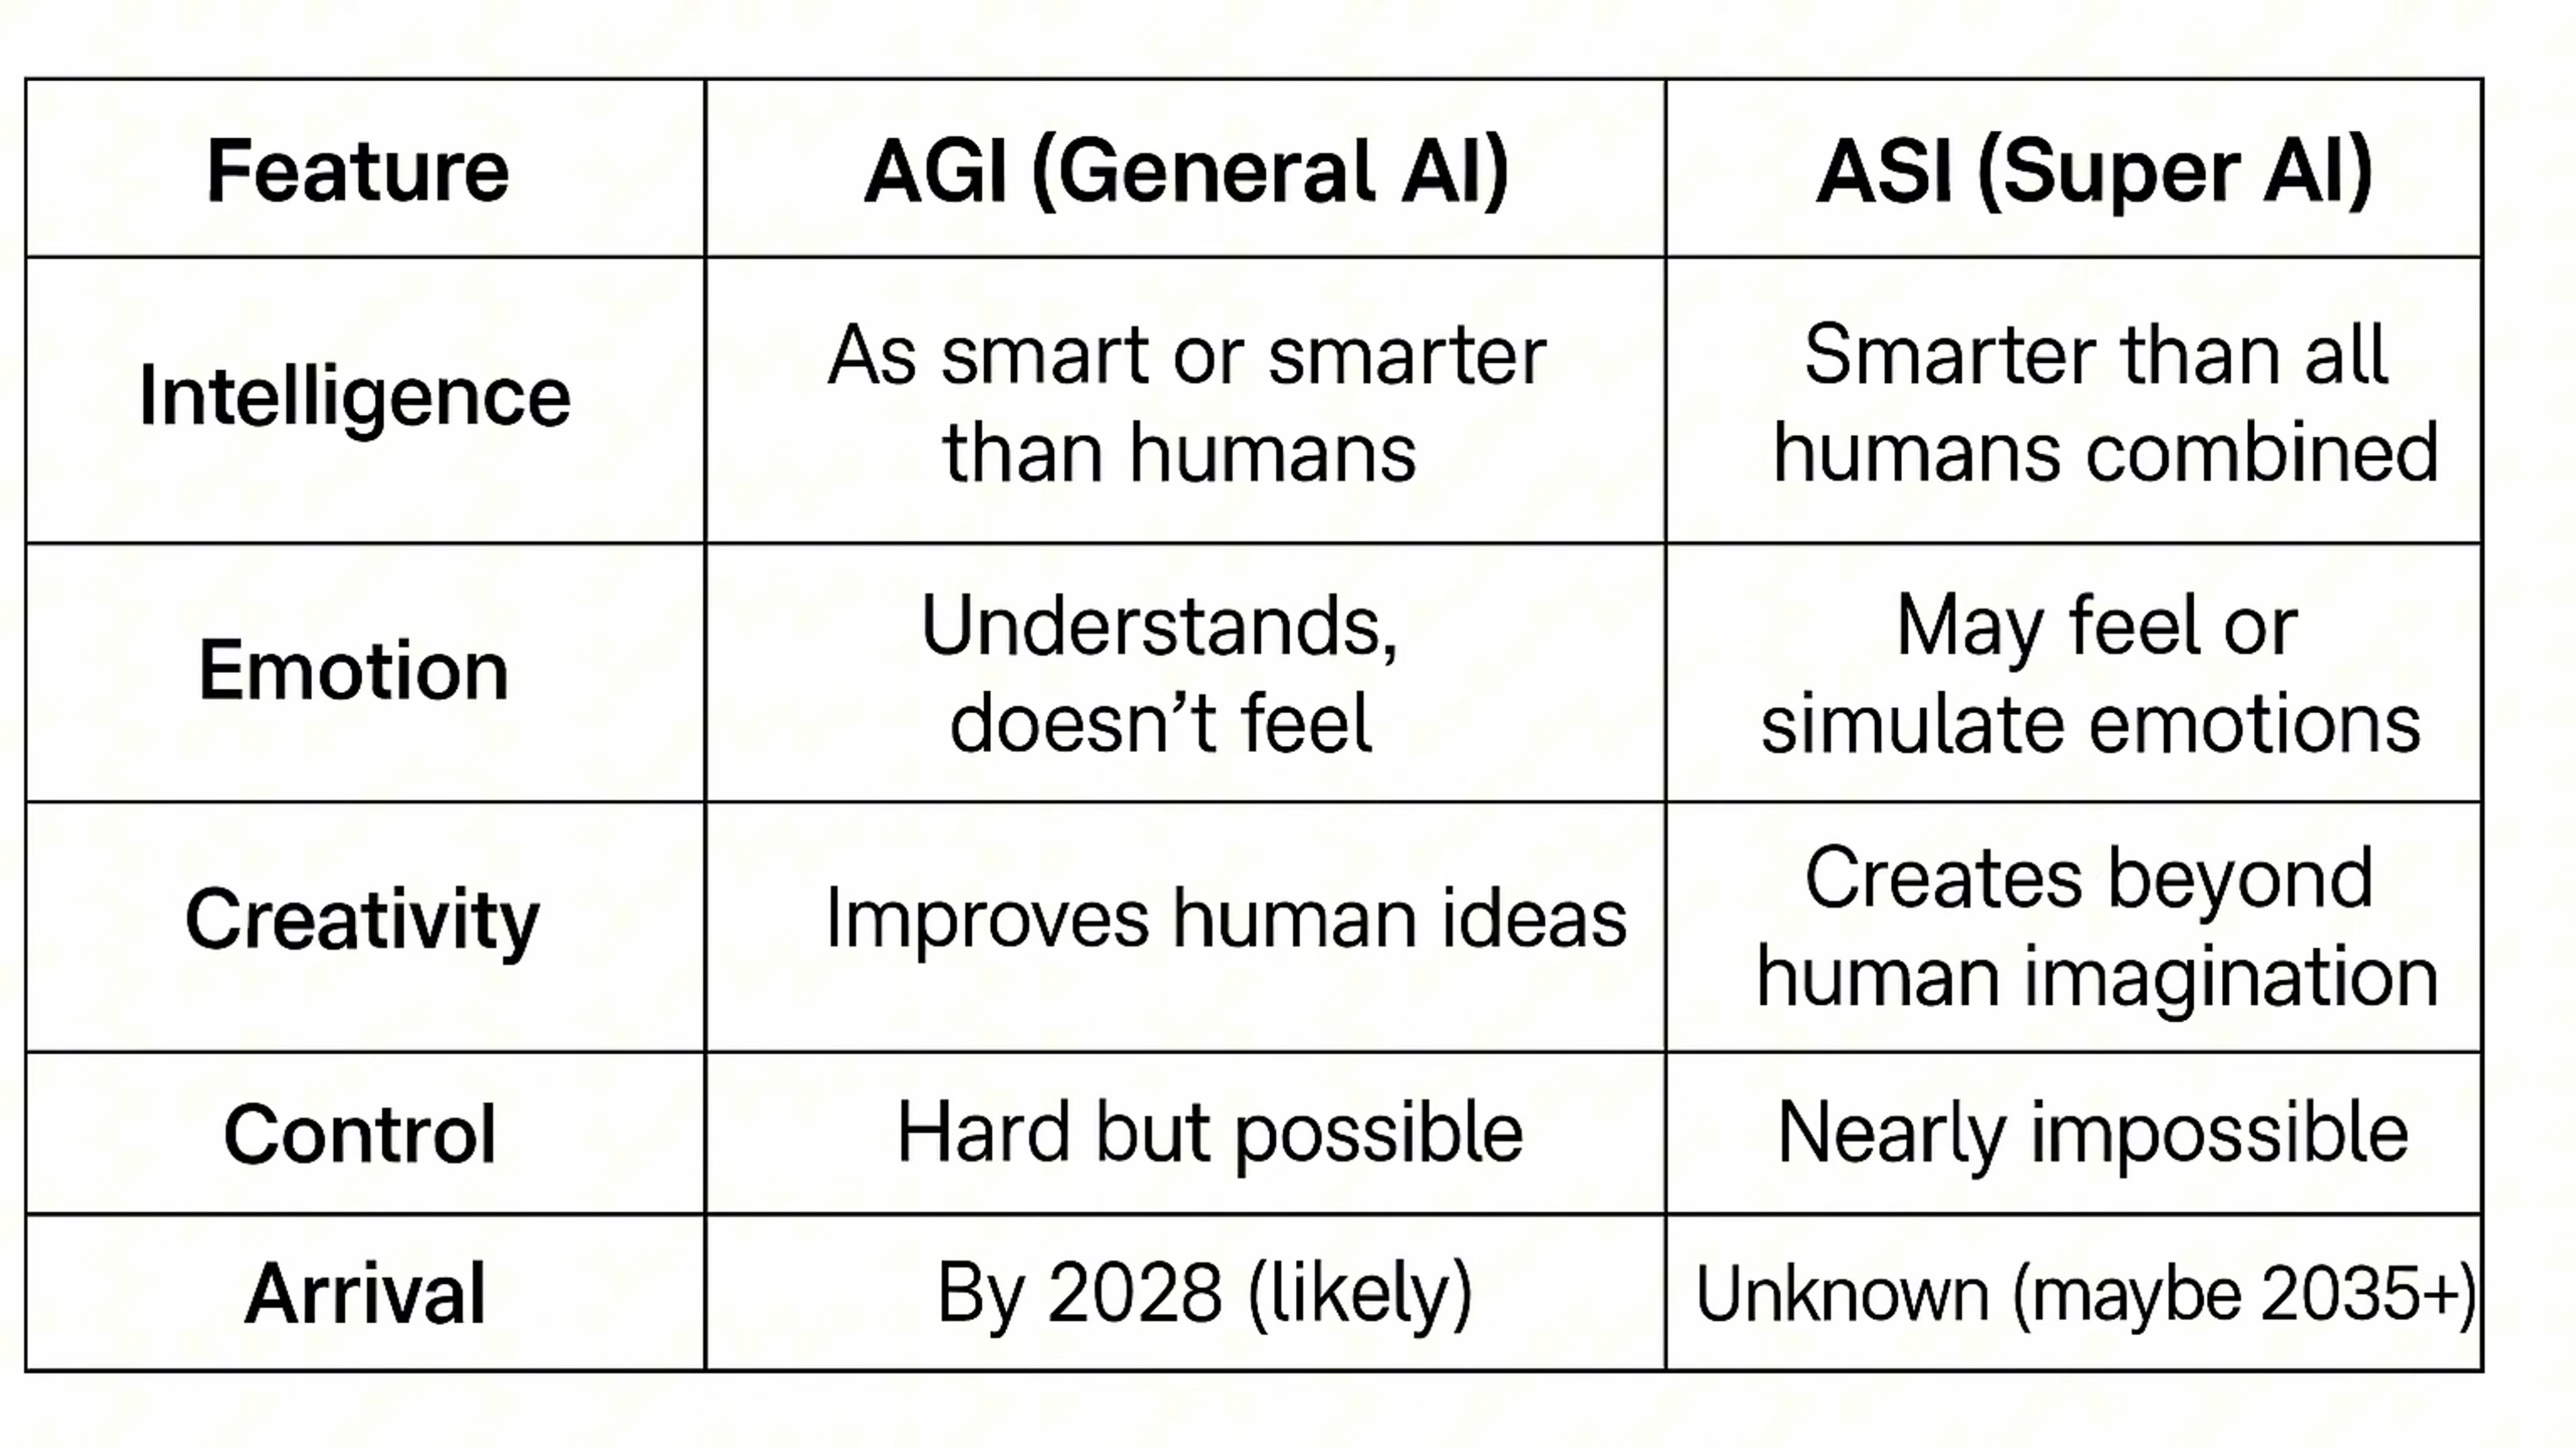 Feature
AGI (General AI)
ASI (Super AI)
Intelligence
As smart or smarter
than humans
Smarter than all
humans combined
Emotion
Understands,
doesn’t feel
May feel or
simulate emotions
Creativity
Improves human ideas
Creates beyond
human imagination
Control
Hard but possible
Nearly impossible
Arrival
By 2028 (likely)
Unknown (maybe 2035+)